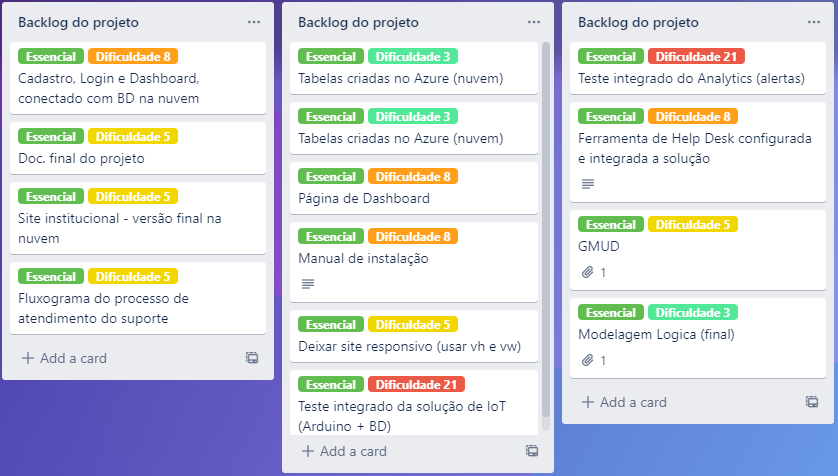 Backlog do projeto
Essencial Dificuldade 8
Cadastro, Login e Dashboard,
conectado com BD na nuvem
Essencial Dificuldade 5
Doc. final do projeto
Essencial Dificuldade 5
Site institucional - versão final na
nuvem
Essencial Dificuldade 5
Fluxograma do processo de
atendimento do suporte
Add a card
Backlog do projeto
Essencial Dificuldade 3
Tabelas criadas no Azure (nuvem)
Essencial Dificuldade 3
Tabelas criadas no Azure (nuvem)
Essencial Dificuldade 8
Página de Dashboard
Essencial Dificuldade 8
Manual de instalação
Essencial Dificuldade 5
Deixar site responsivo (usar vh e vw)
Essencial Dificuldade 21
Teste integrado da solução de IoT
(Arduino + BD)
Add a card
Backlog do projeto
Essencial Dificuldade 21
Teste integrado do Analytics (alertas)
Essencial Dificuldade 8
Ferramenta de Help Desk configurada
e integrada a solução
Essencial Dificuldade 5
GMUD
1
Essencial Dificuldade 3
Modelagem Logica (final)
1
Add a card